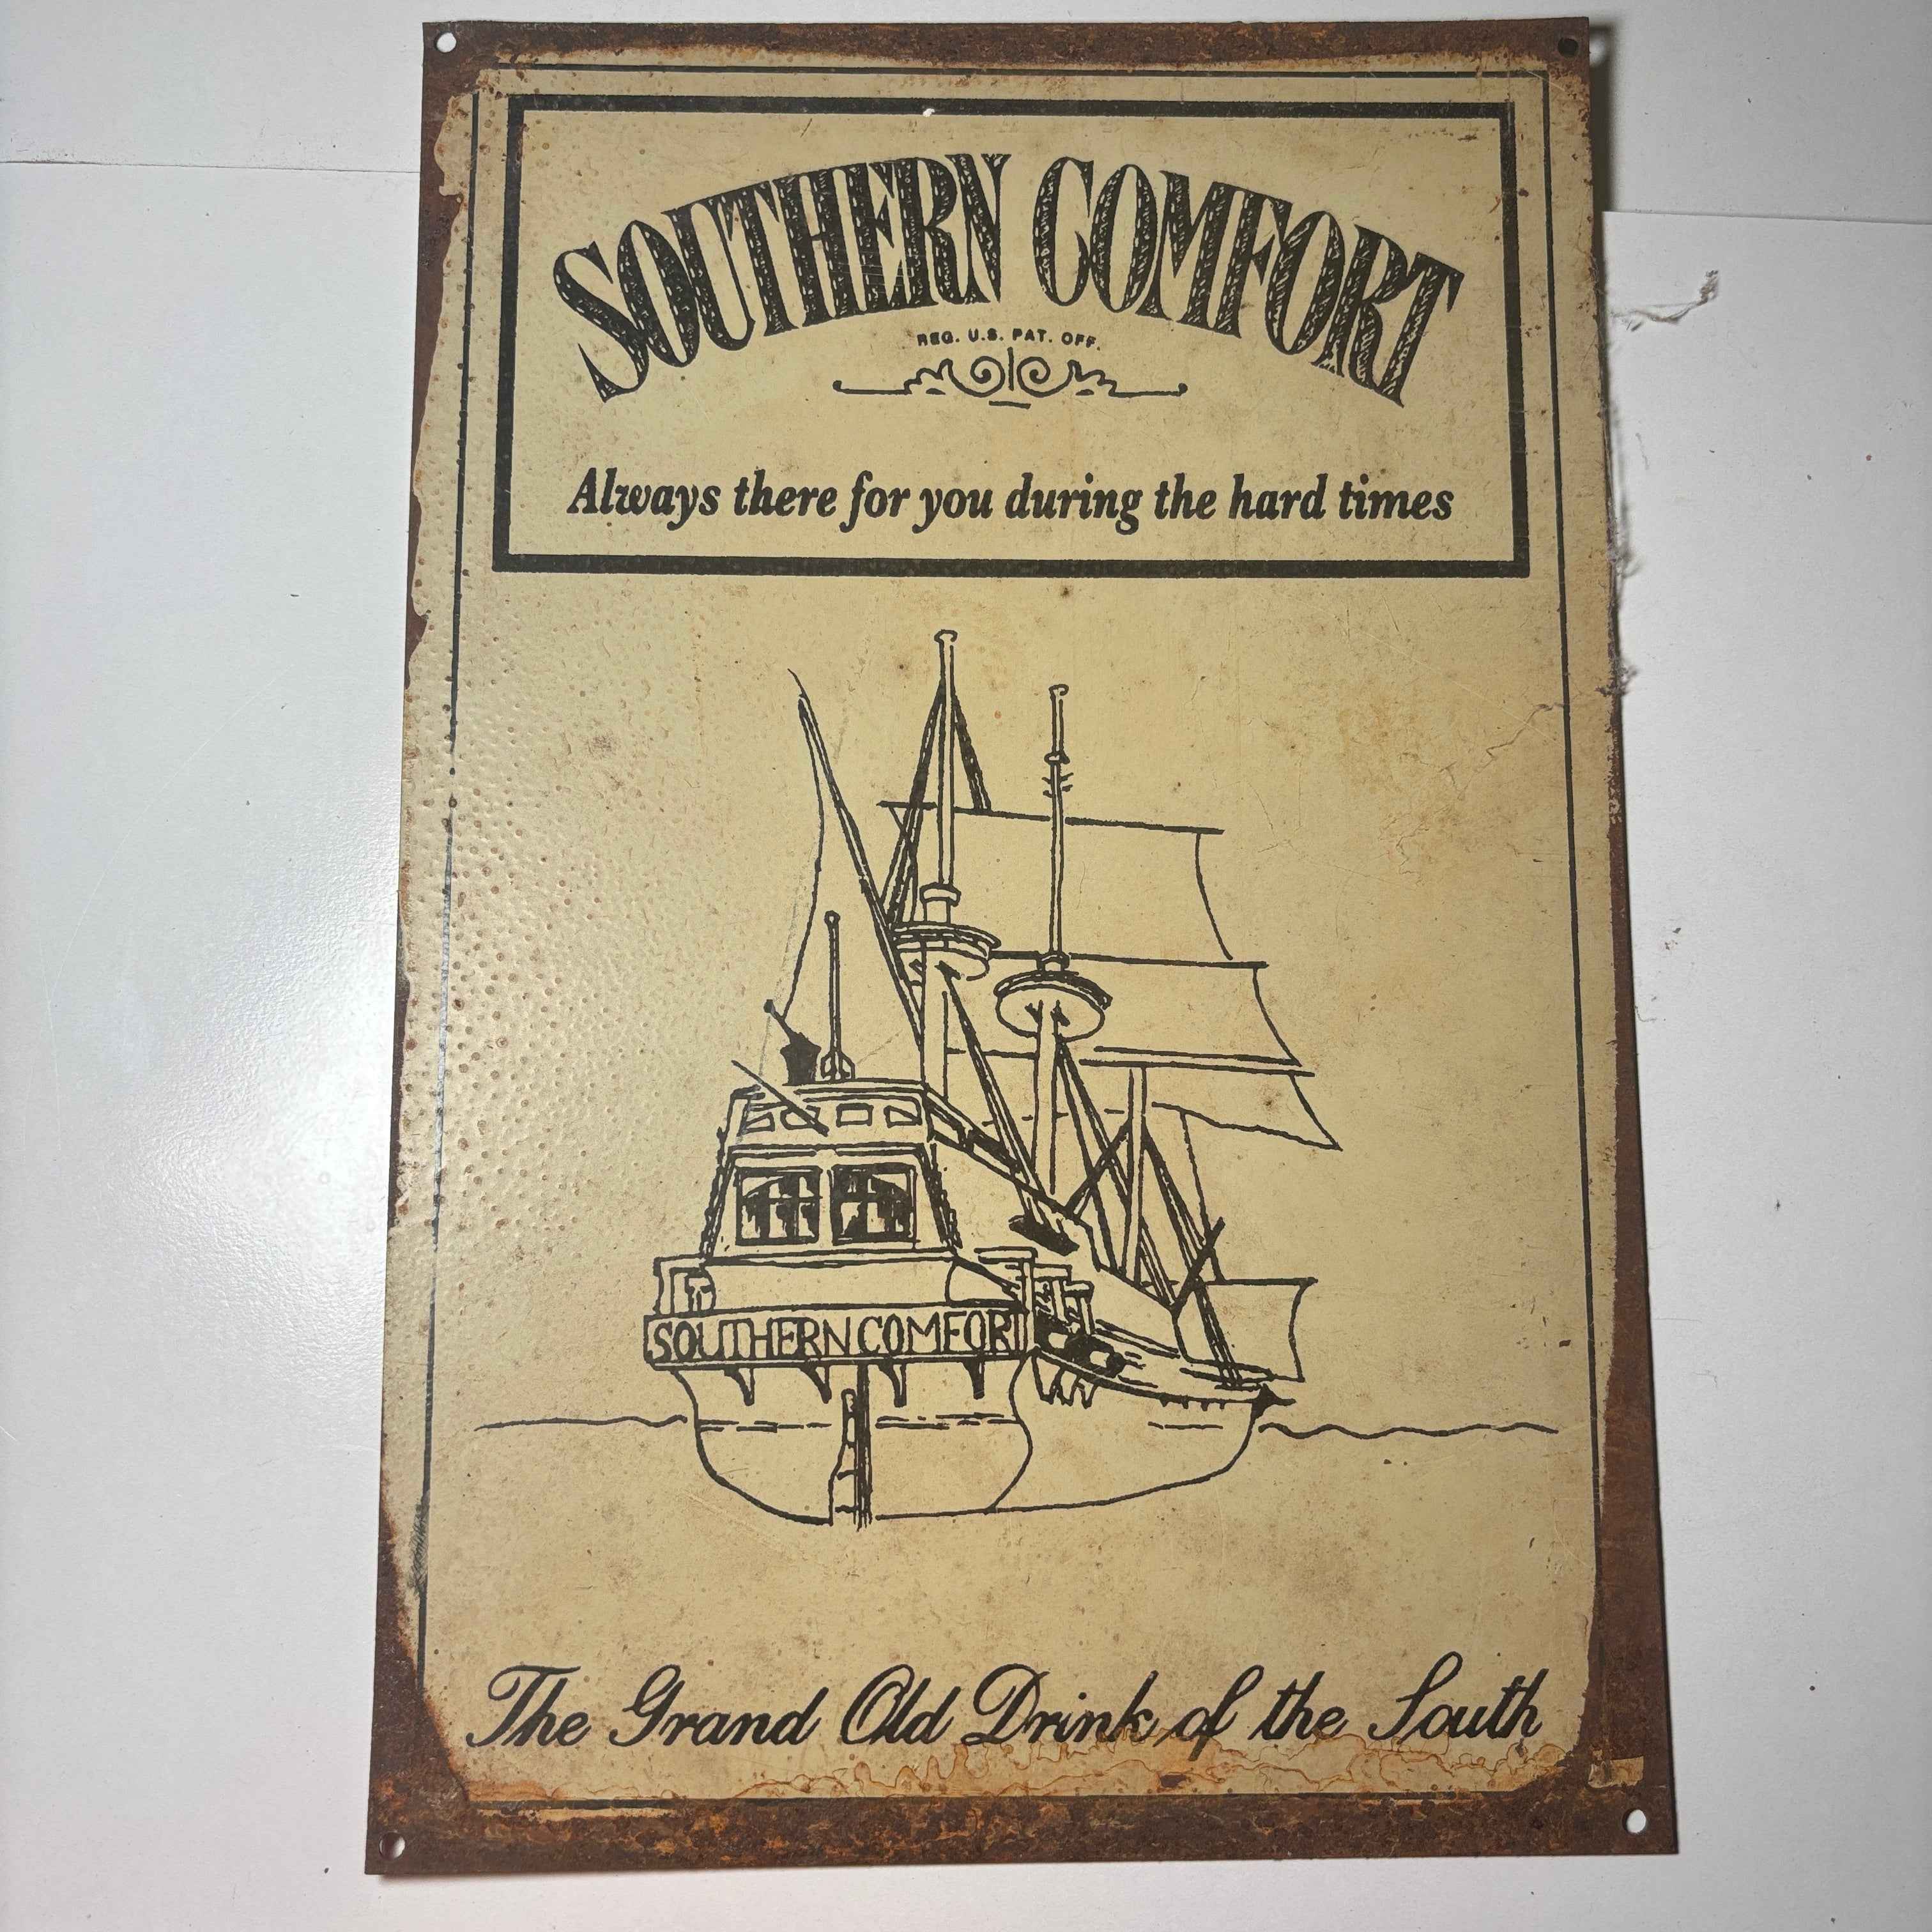 SOUTHERN COMFORT
REG. U.S. PAT. OFF.
Always there for you during the hard times
SOUTHERN COMFORT
The Grand Old Drink of the South